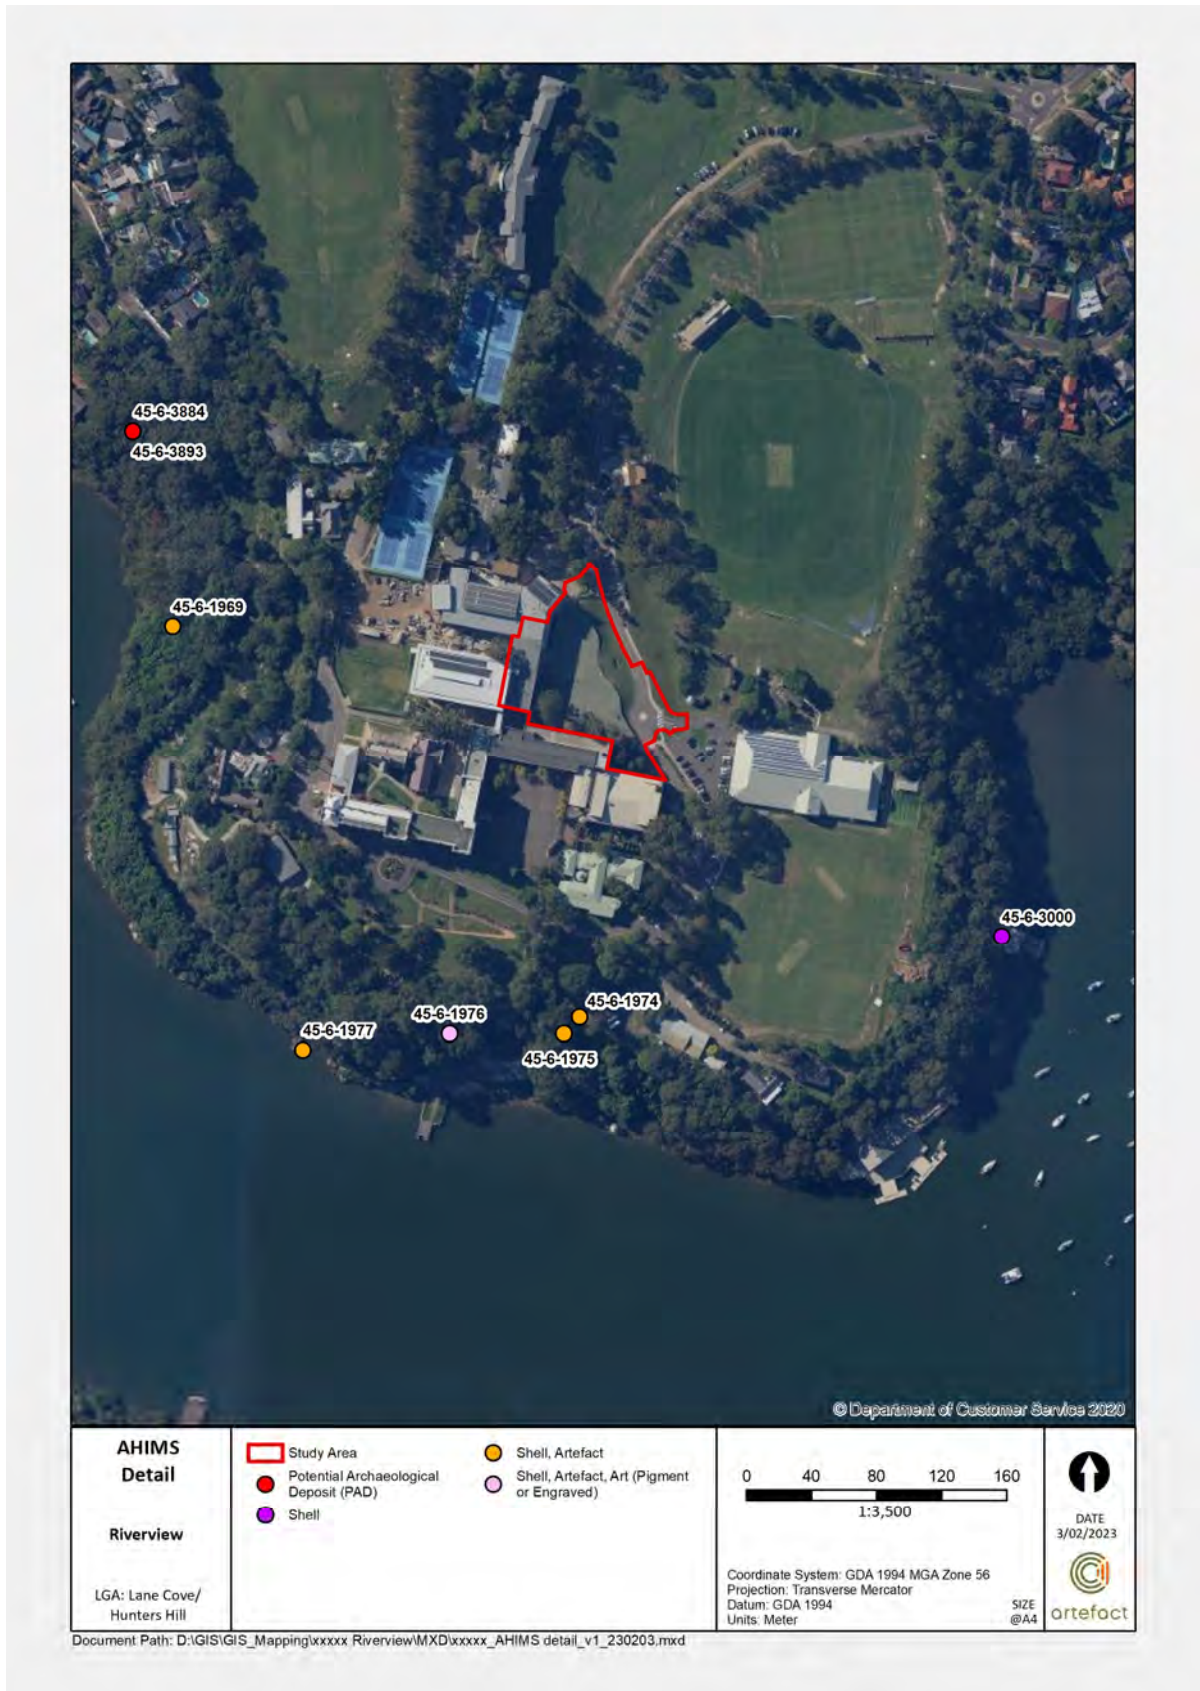 45-6-3884
45-6-3893
45-6-1969
45-6-3000
45-6-1974
45-6-1976
45-6-1977
45-6-1975
© Department of Customer Service 2020
AHIMS
Detail
Riverview
LGA: Lane Cove/
Hunters Hill
Study Area
Potential Archaeological
Deposit (PAD)
Shell
Shell, Artefact
Shell, Artefact, Art (Pigment
or Engraved)
0 40 80 120 160
1:3,500
Coordinate System: GDA 1994 MGA Zone 56
Projection: Transverse Mercator
Datum: GDA 1994
Units: Meter
SIZE
@A4
DATE
3/02/2023
artefact
Document Path: D:\GIS\GIS_Mapping\xxxxx Riverview\MXD\xxxxx_AHIMS detail_v1_230203.mxd